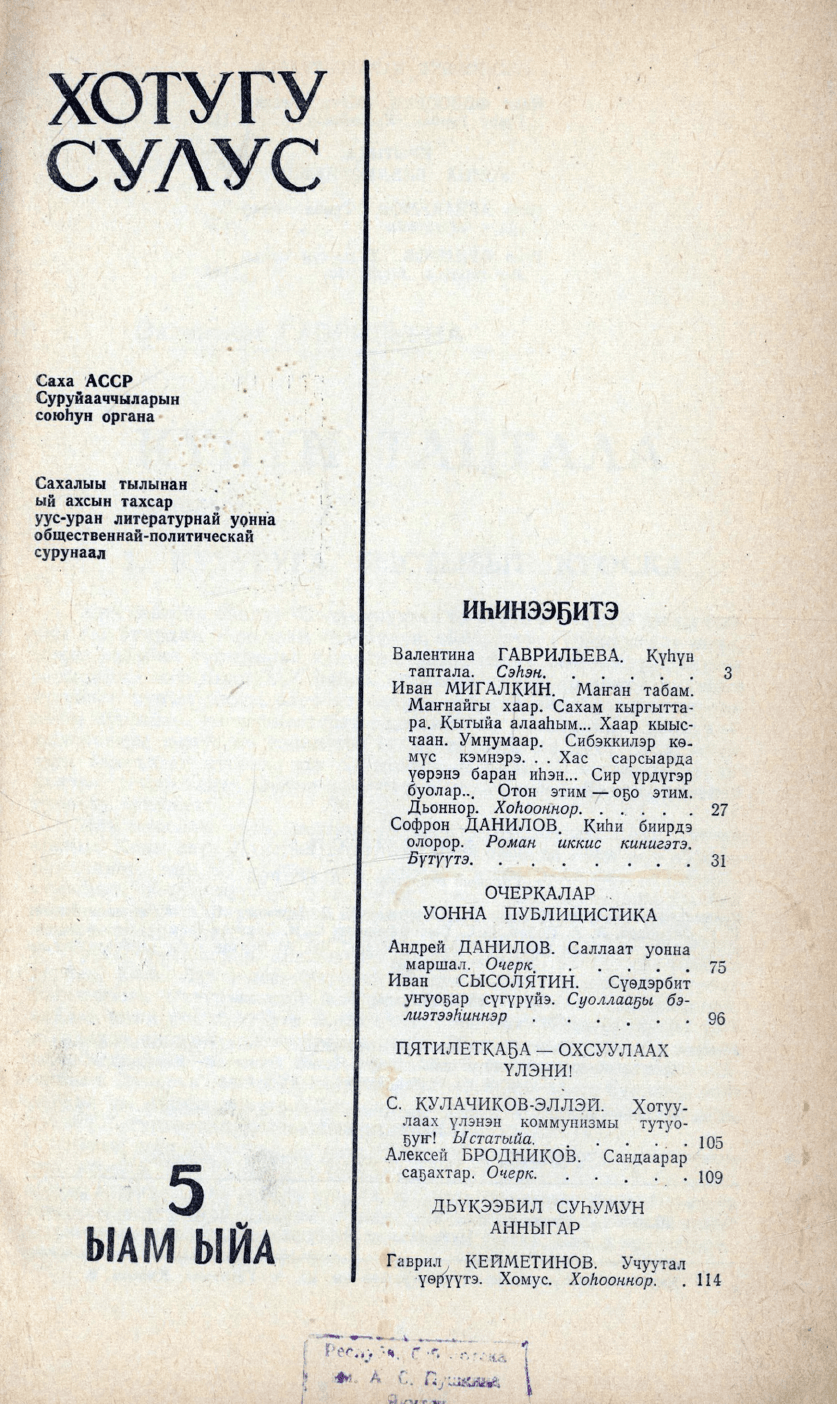 ХОТУГУ
СУЛУС
Саха АССР
Суруйааччыларын
союһун органа
Сахалыы тылынан
ый ахсын тахсар
уус-уран литературнай уонна
общественнай-политическай
сурунаал
5
ЫАМ ЫЙА
ИҺИНЭЭҔИТЭ
Валентина ГАВРИЛЬЕВА. Күһүн
таптала. Сэһэн. . . . . . 3
Иван МИГАЛКИН. Маҥан табам.
Маҥнайгы хаар. Сахам кыргытта-
ра. Кытыйа алааһым... Хаар кыыс-
чаан. Умнумаар. Сибэккилэр кө-
мүс кэмнэрэ. . . Хас сарсыарда
үөрэнэ баран иһэн... Сир үрдүгэр
буолар... Отон этим — оҕо этим.
Дьоннор. Хоһооннор. . . . . . 27
Софрон ДАНИЛОВ. Киһи биирдэ
олорор. Роман иккис кинигэтэ.
Бүтүүтэ. . . . . . . . 31
ОЧЕРКАЛАР
УОННА ПУБЛИЦИСТИКА
Андрей ДАНИЛОВ. Саллаат уонна
маршал. Очерк. . . . . . 75
Иван СЫСОЛЯТИН. Сүөдэрбит
уҥуоҕар сүгүрүйэ. Суоллааҕы бэ-
лиэтээһиннэр . . . . . . 96
ПЯТИЛЕТКАҔА — ОХСУУЛААХ
ҮЛЭНИ!
С. КУЛАЧИКОВ-ЭЛЛЭЙ. Хотуу-
лаах үлэнэн коммунизмы тутуо-
ҕуҥ! Ыстатыйа. . . . . . 105
Алексей БРОДНИКОВ. Сандаарар
саҕахтар. Очерк. . . . . . 109
ДЬҮКЭЭБИЛ СУҺУМУН
АННЫГАР
Гаврил КЕЙМЕТИНОВ. Учуутал
үөрүүтэ. Хомус. Хоһооннор. . 114
им. А. С. Пушкина